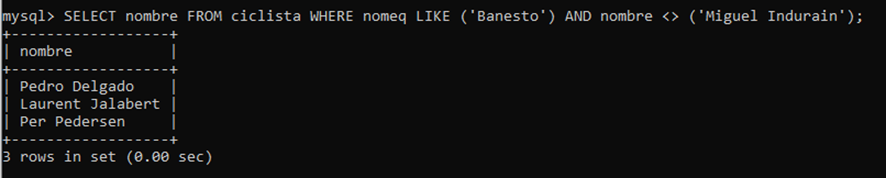 mysql> SELECT nombre FROM ciclista WHERE nomeq LIKE ('Banesto') AND nombre <> ('Miguel Indurain');
+------------------+
| nombre           |
+------------------+
| Pedro Delgado    |
| Laurent Jalabert |
| Per Pedersen     |
+------------------+
3 rows in set (0.00 sec)